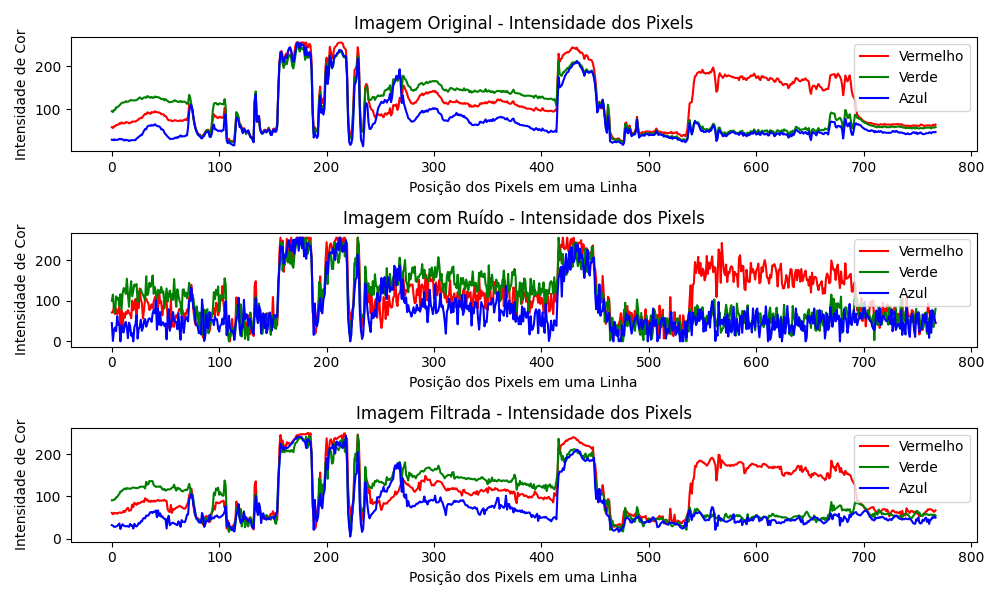 Imagem Original - Intensidade dos Pixels
Intensidade de Cor
200
100
Vermelho
Verde
Azul
0 100 200 300 400 500 600 700 800
Posição dos Pixels em uma Linha
Imagem com Ruído - Intensidade dos Pixels
Intensidade de Cor
200
100
0
Vermelho
Verde
Azul
0 100 200 300 400 500 600 700 800
Posição dos Pixels em uma Linha
Imagem Filtrada - Intensidade dos Pixels
Intensidade de Cor
200
100
0
Vermelho
Verde
Azul
0 100 200 300 400 500 600 700 800
Posição dos Pixels em uma Linha